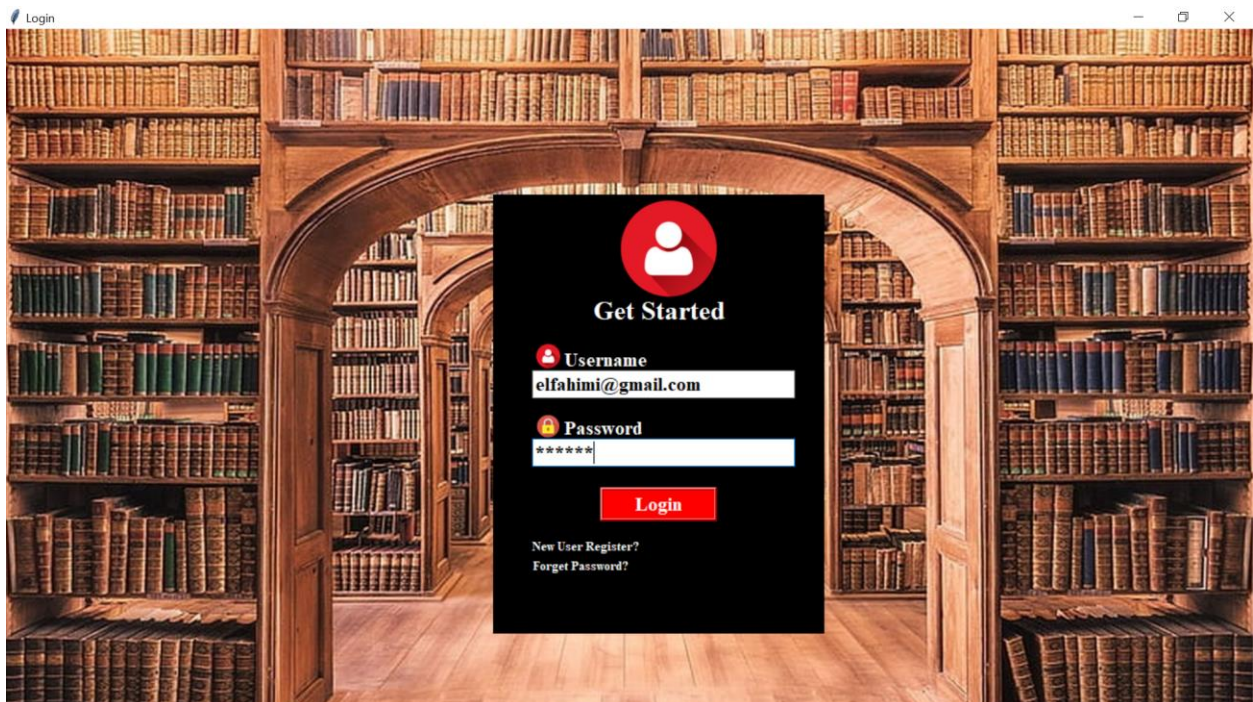 Login
Get Started
Username
elfahimi@gmail.com
Password
******
Login
New User Register?
Forget Password?